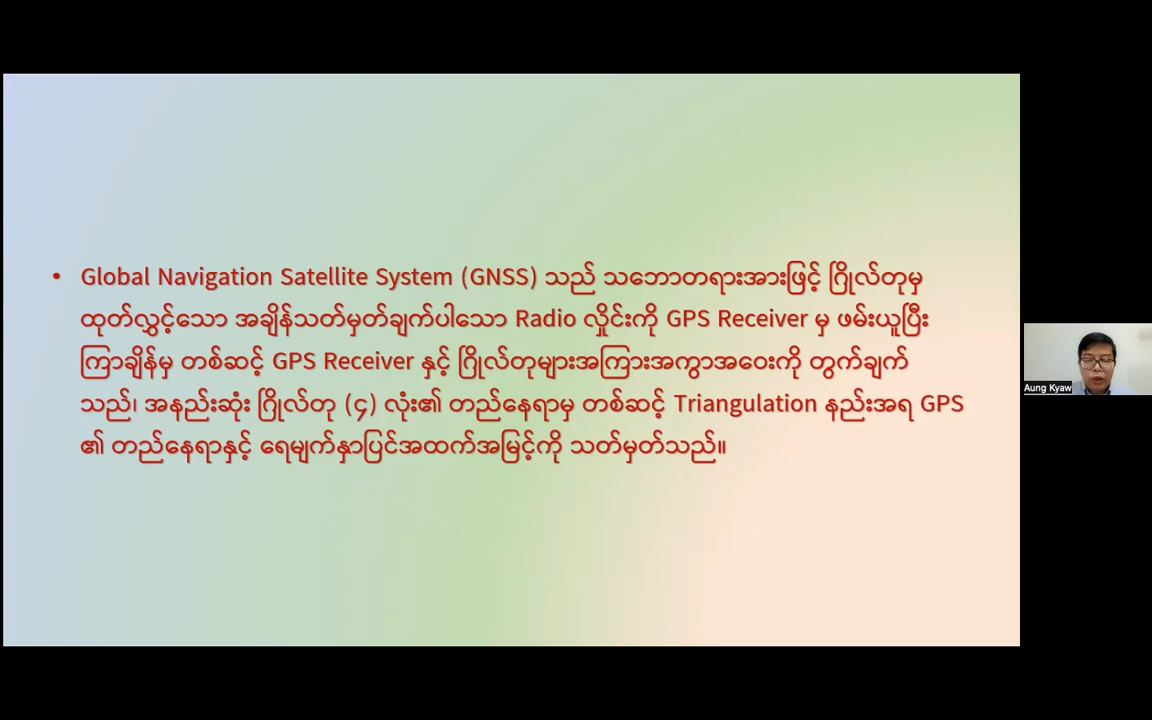 • Global Navigation Satellite System (GNSS) သည် သဘောတရားအားဖြင့် ဂြိုလ်တုမှ
ထုတ်လွှင့်သော အချိန်သတ်မှတ်ချက်ပါသော Radio လှိုင်းကို GPS Receiver မှ ဖမ်းယူပြီး
ကြာချိန်မှ တစ်ဆင့် GPS Receiver နှင့် ဂြိုလ်တုများအကြားအကွာအဝေးကို တွက်ချက်
သည်၊ အနည်းဆုံး ဂြိုလ်တု (၄) လုံး၏ တည်နေရာမှ တစ်ဆင့် Triangulation နည်းအရ GPS
၏ တည်နေရာနှင့် ရေမျက်နှာပြင်အထက်အမြင့်ကို သတ်မှတ်သည်။
Aung Kyaw